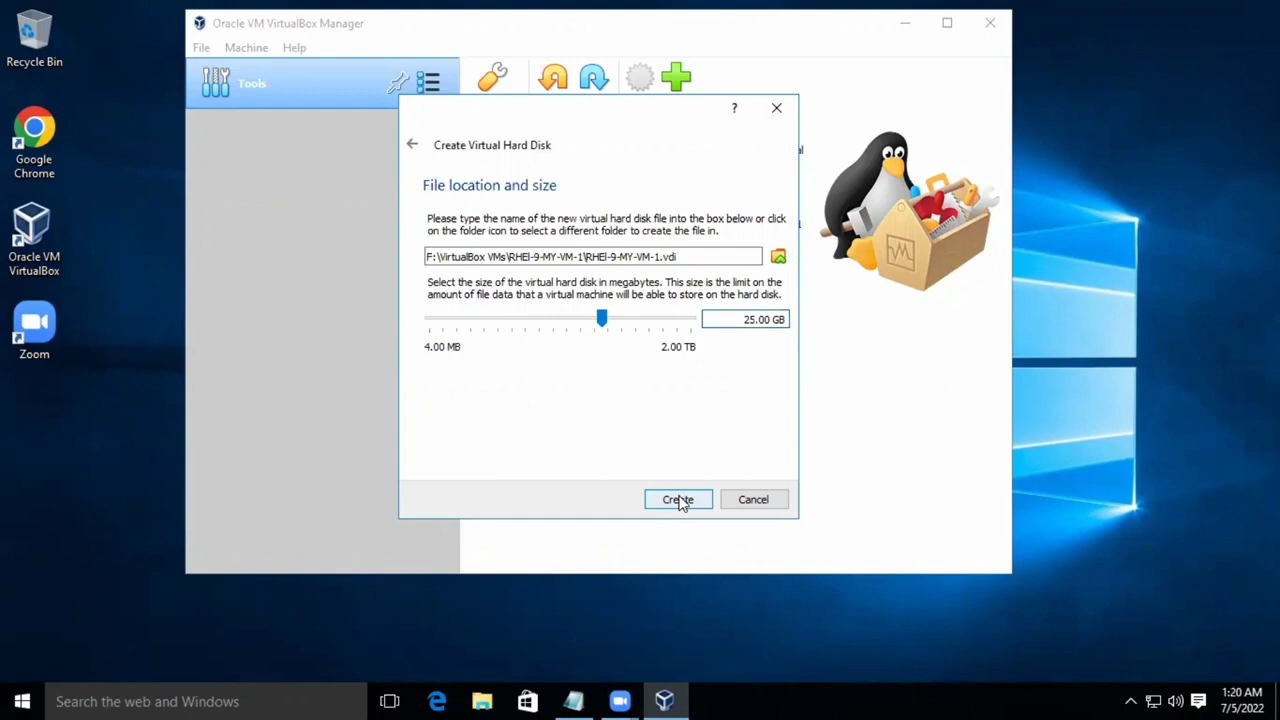 Recycle Bin
Google
Chrome
Oracle VM
VirtualBox
Zoom
Oracle VM VirtualBox Manager
File Machine Help
Tools
?
Create Virtual Hard Disk
File location and size
Please type the name of the new virtual hard disk file into the box below or click
on the folder icon to select a different folder to create the file in.
F:\VirtualBox VMs\RHEl-9-MY-VM-1\RHEl-9-MY-VM-1.vdi
Select the size of the virtual hard disk in megabytes. This size is the limit on the
amount of file data that a virtual machine will be able to store on the hard disk.
25.00 GB
4.00 MB 2.00 TB
Create Cancel
Search the web and Windows
1:20 AM
7/5/2022